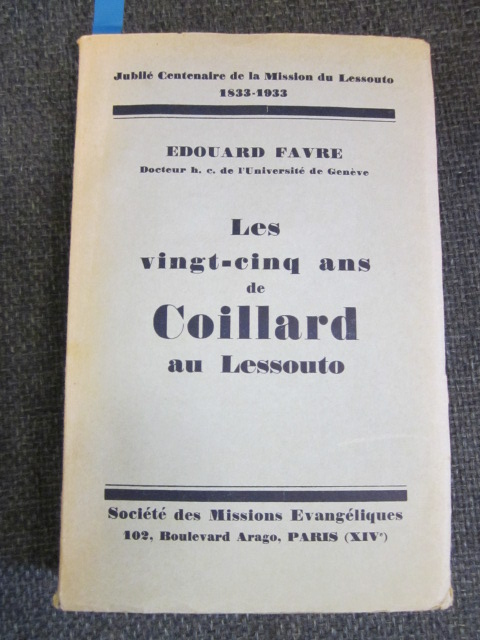 Jubilé Centenaire de la Mission du Lessouto
1833-1933
EDOUARD FAVRE
Docteur h. c. de l'Université de Genève
Les
vingt-cinq ans
de
Coillard
au Lessouto
Société des Missions Evangéliques
102, Boulevard Arago, PARIS (XIVᵉ)